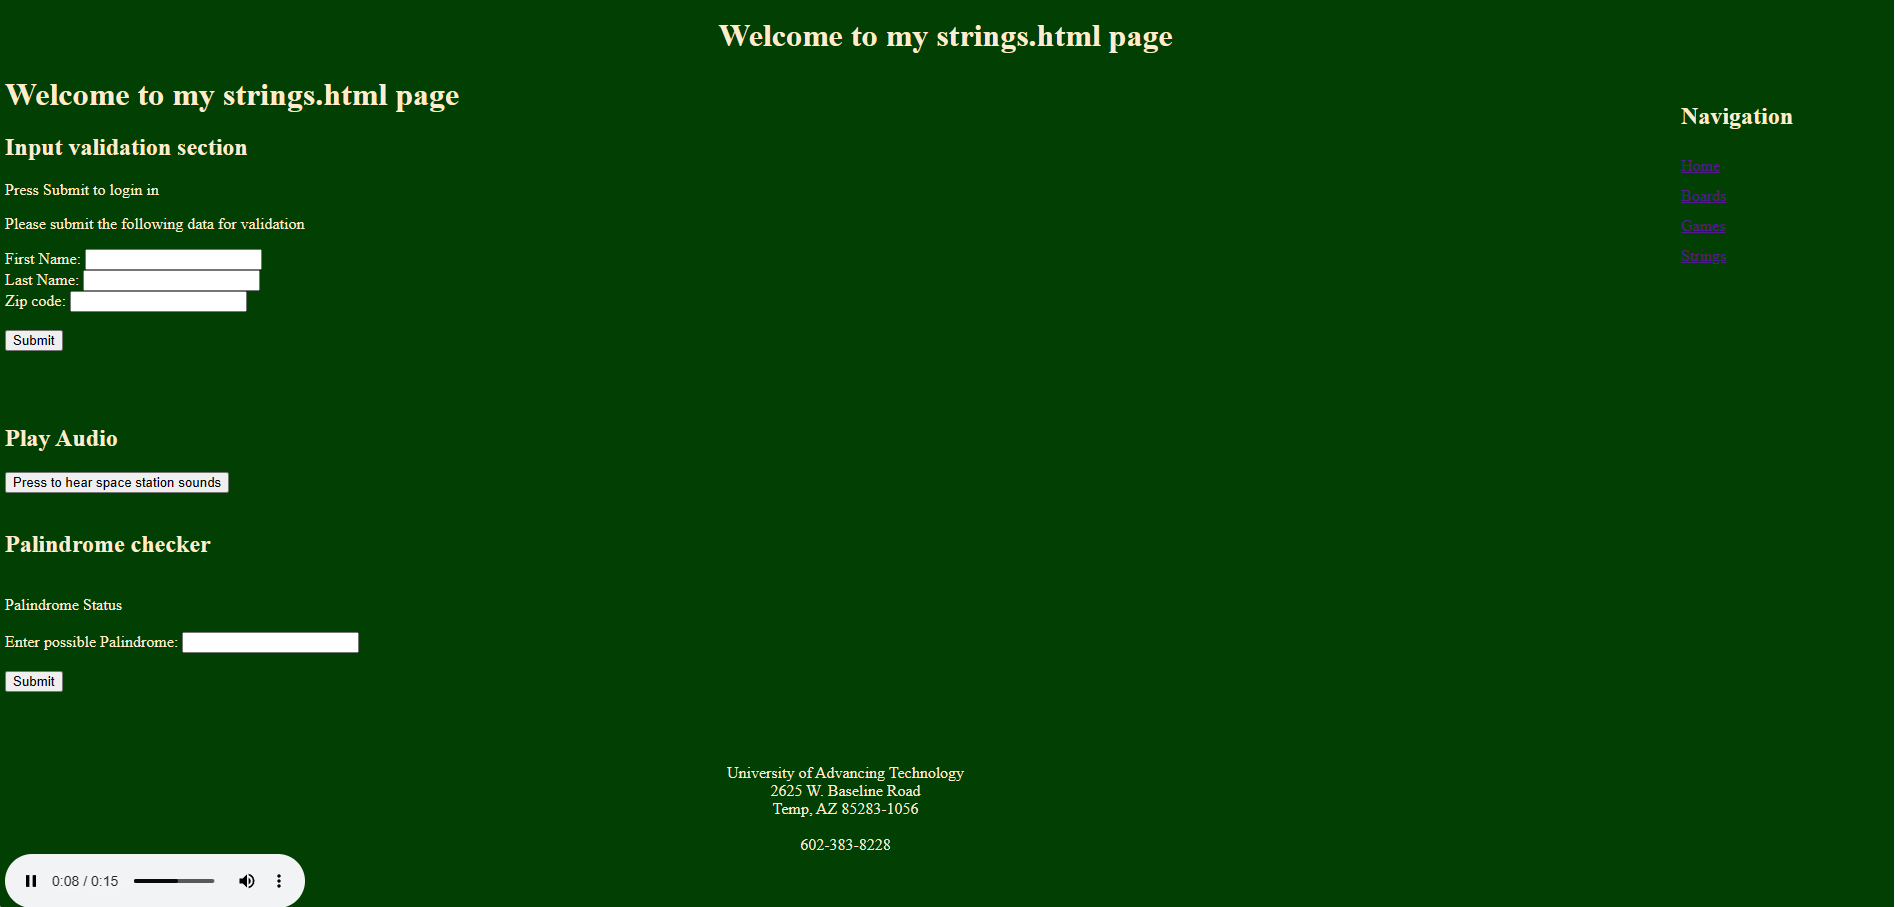 Welcome to my strings.html page
Welcome to my strings.html page
Input validation section
Press Submit to login in
Please submit the following data for validation
First Name:
Last Name:
Zip code:
Submit
Play Audio
Press to hear space station sounds
Palindrome checker
Palindrome Status
Enter possible Palindrome:
Submit
Navigation
Home
Boards
Games
Strings
University of Advancing Technology
2625 W. Baseline Road
Temp, AZ 85283-1056
602-383-8228
0:08 / 0:15